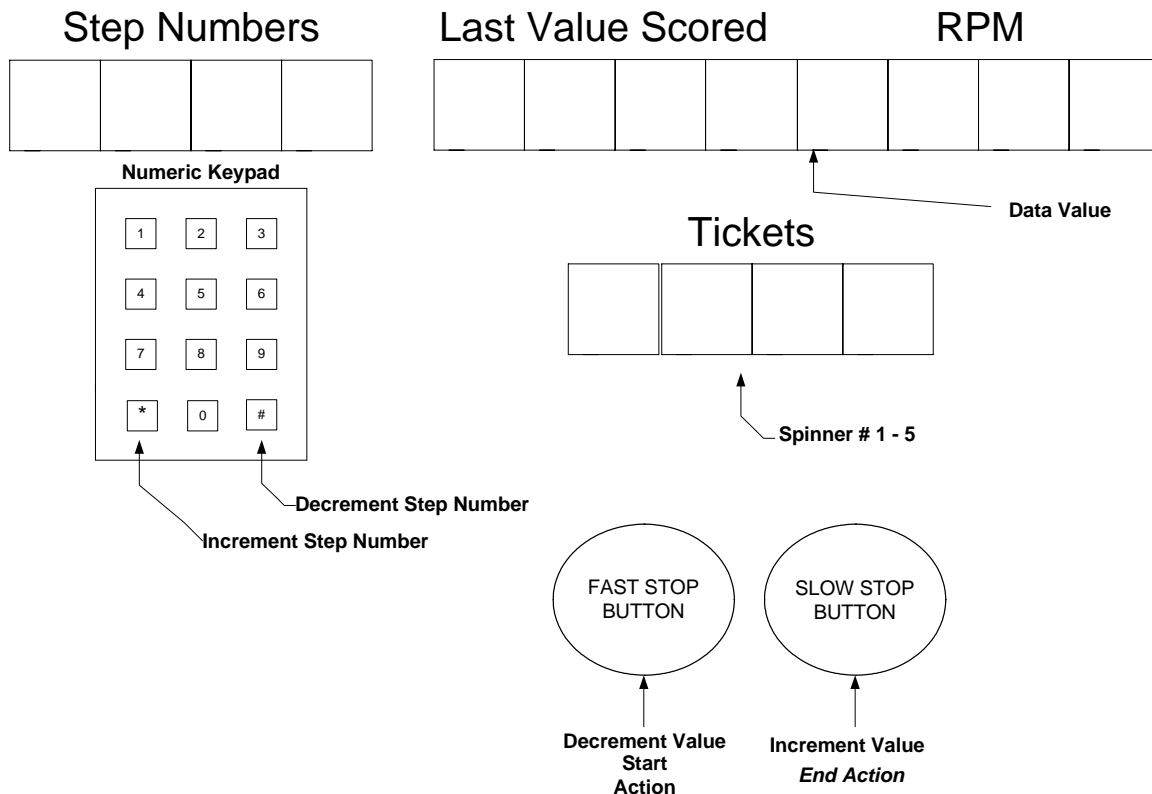 Step Numbers
Last Value Scored
RPM
Numeric Keypad
Data Value
1 2 3
4 5 6
7 8 9
* 0 #
Tickets
Spinner # 1 - 5
Decrement Step Number
Increment Step Number
FAST STOP
BUTTON
SLOW STOP
BUTTON
Decrement Value
Start
Action
Increment Value
End Action